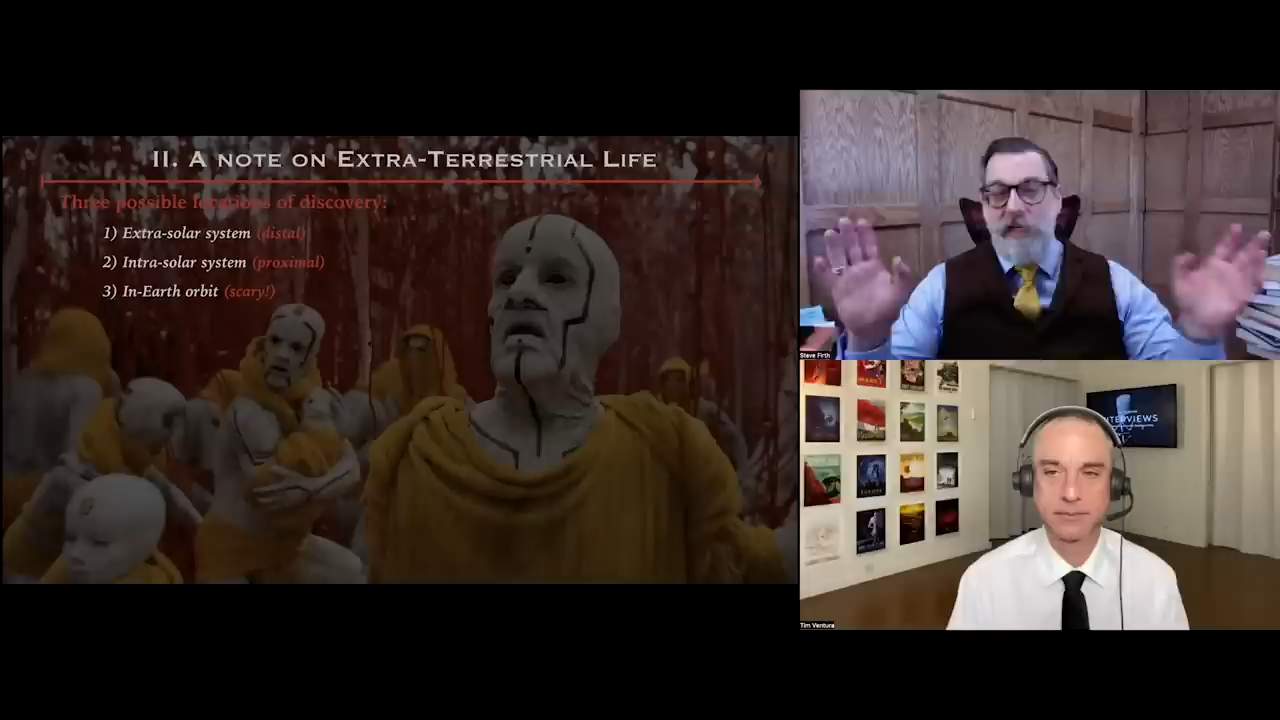 II. A note on Extra-Terrestrial Life
Three possible locations of discovery:
1) Extra-solar system (distal)
2) Intra-solar system (proximal)
3) In-Earth orbit (scary!)
Steve Firth
INTERVIEWS
Tim Ventura